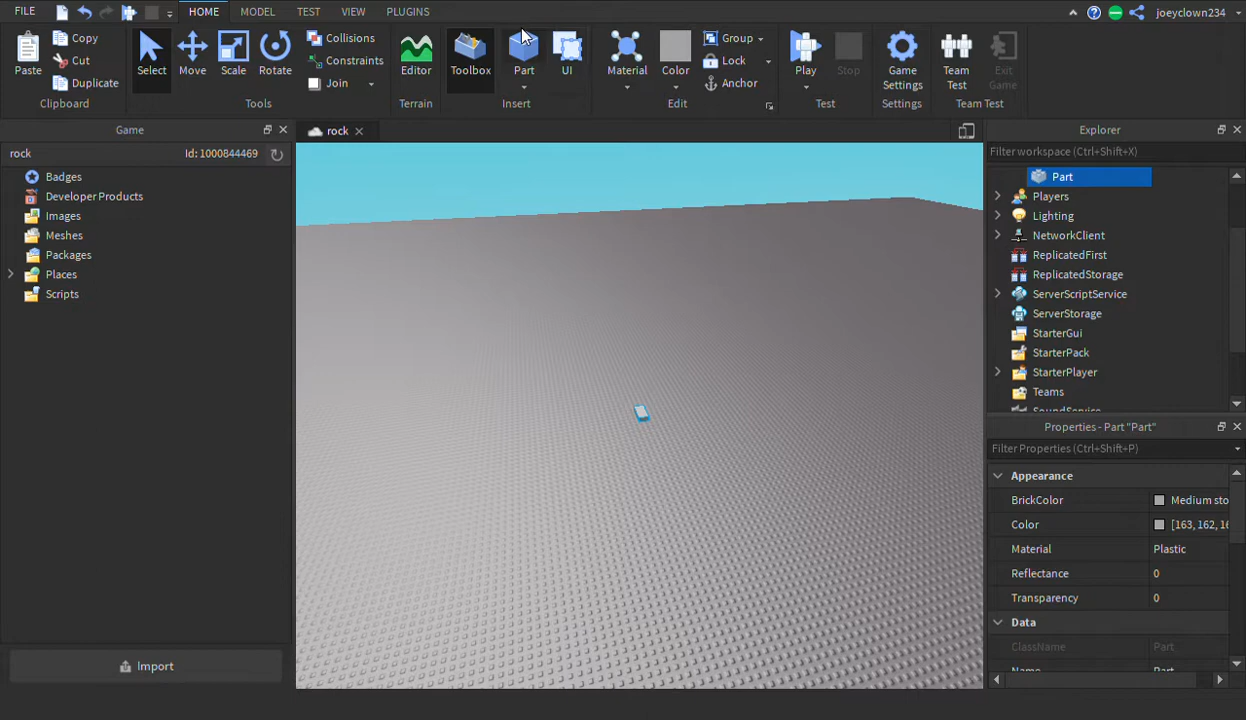 FILE HOME MODEL TEST VIEW PLUGINS joeyclown234
Paste Copy Cut Duplicate Clipboard
Select Move Scale Rotate Collisions Constraints Join Tools
Editor Terrain
Toolbox Part UI Insert
Material Color Group Lock Anchor Edit
Play Stop Test
Game Settings Settings
Team Test Exit Game Team Test
Game
rock Id: 1000844469
Badges
Developer Products
Images
Meshes
Packages
Places
Scripts
Import
rock
Explorer
Filter workspace (Ctrl+Shift+X)
Part
Players
Lighting
NetworkClient
ReplicatedFirst
ReplicatedStorage
ServerScriptService
ServerStorage
StarterGui
StarterPack
StarterPlayer
Teams
SoundService
Properties - Part "Part"
Filter Properties (Ctrl+Shift+P)
Appearance
BrickColor Medium sto
Color [163, 162, 16
Material Plastic
Reflectance 0
Transparency 0
Data
ClassName Part
Name Part